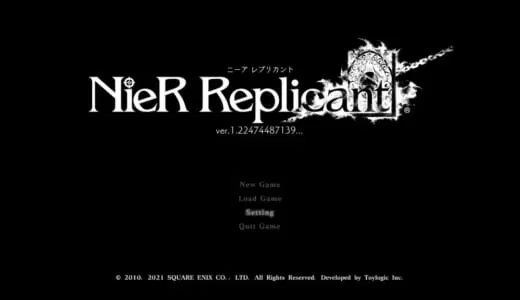 ニーア レプリカント
NieR Replicant®
ver.1.22474487139...
New Game
Load Game
Setting
Quit Game
© 2010, 2021 SQUARE ENIX CO., LTD. All Rights Reserved. Developed by Toylogic Inc.